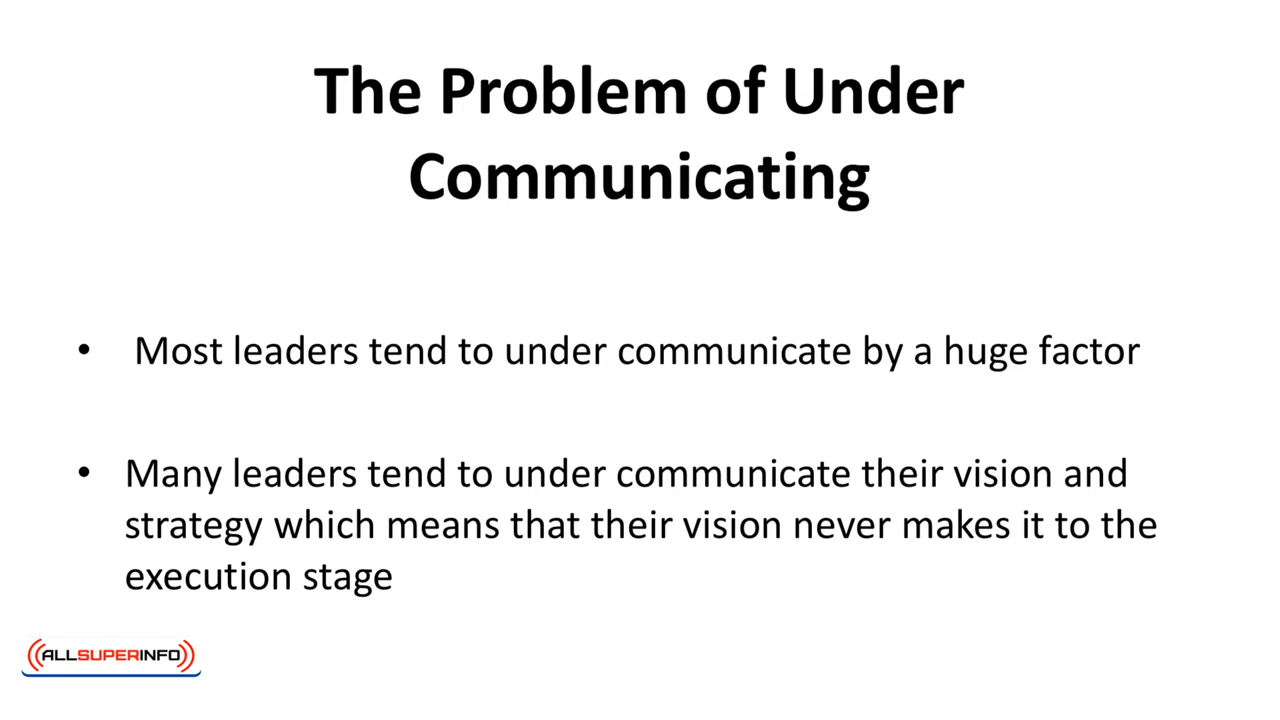 The Problem of Under
Communicating
• Most leaders tend to under communicate by a huge factor
• Many leaders tend to under communicate their vision and
strategy which means that their vision never makes it to the
execution stage
((ALLSUPERINFO))